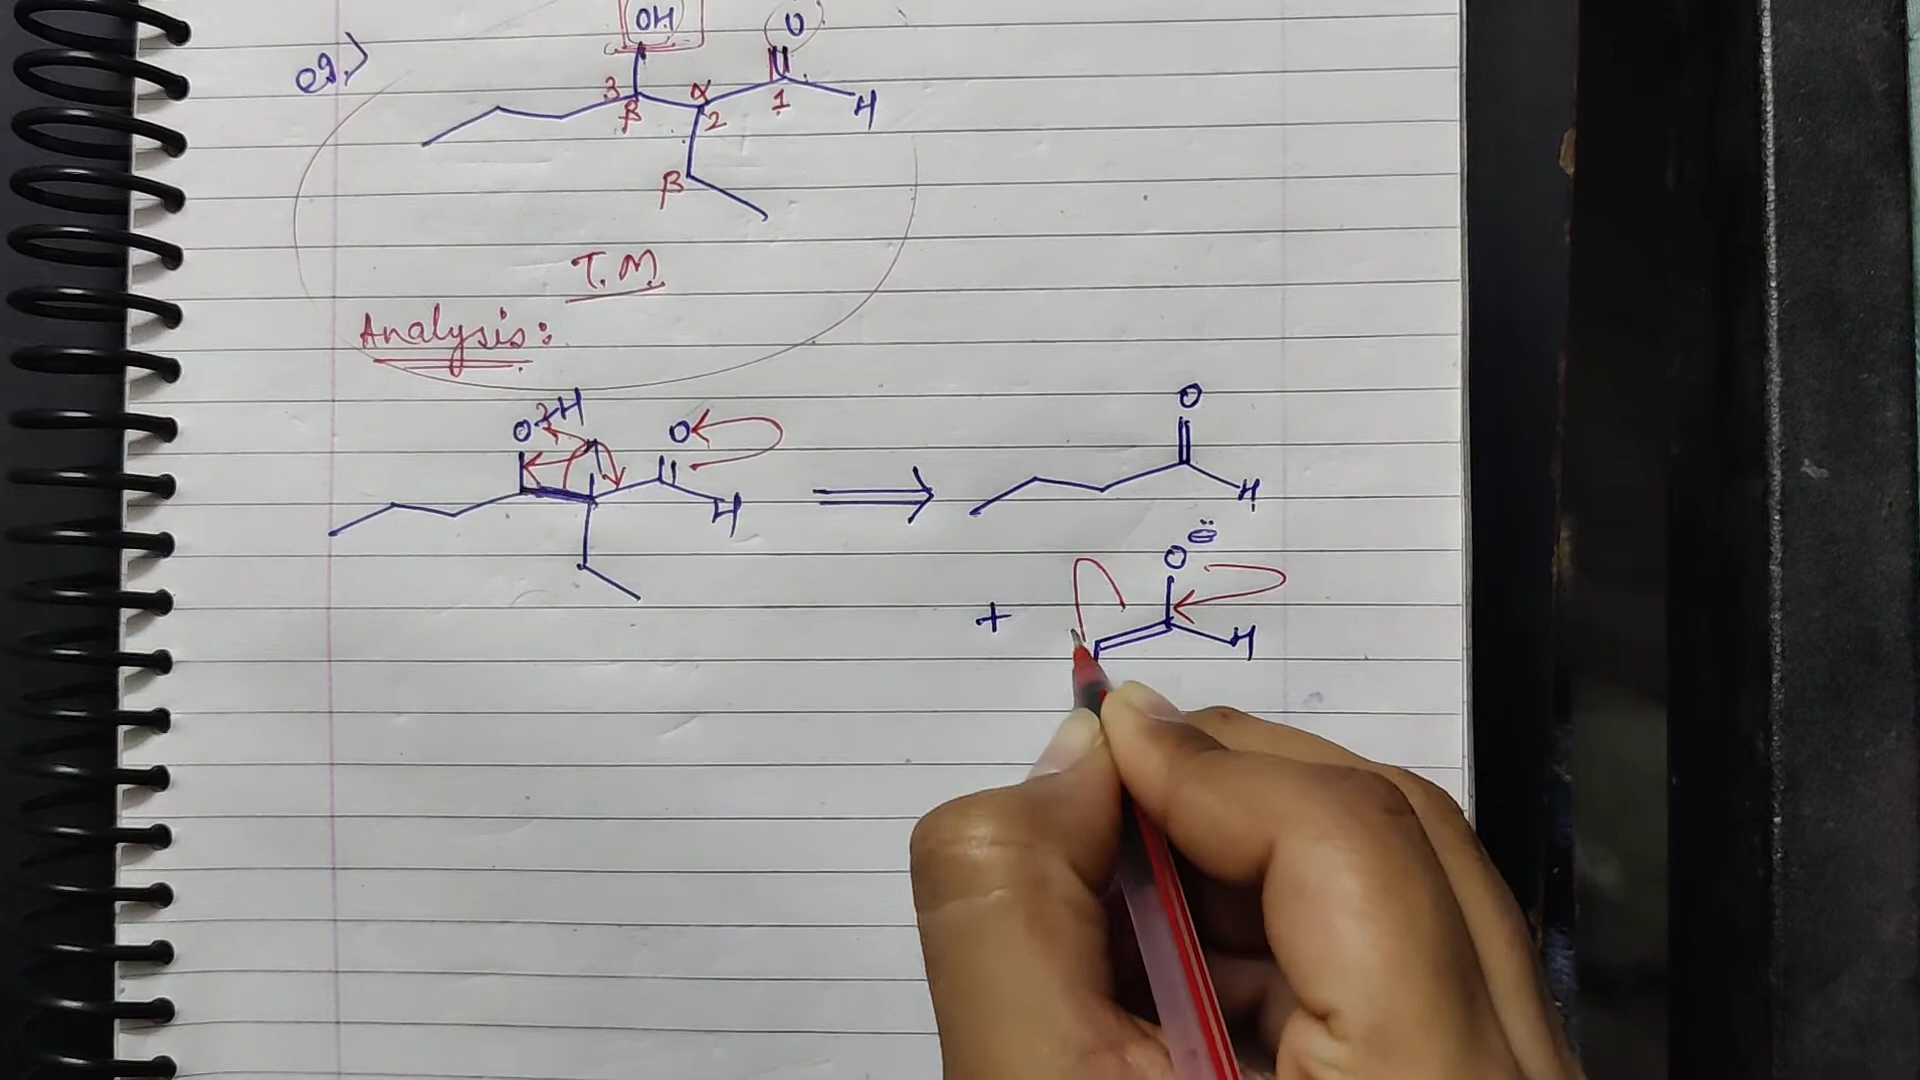 OH O
eg.>
3 α
β 2 1 H
β
T.M.
Analysis:
O-H O O
H H
O ⊖
+ H